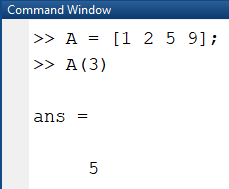 Command Window
>> A = [1 2 5 9];
>> A(3)
ans =
5